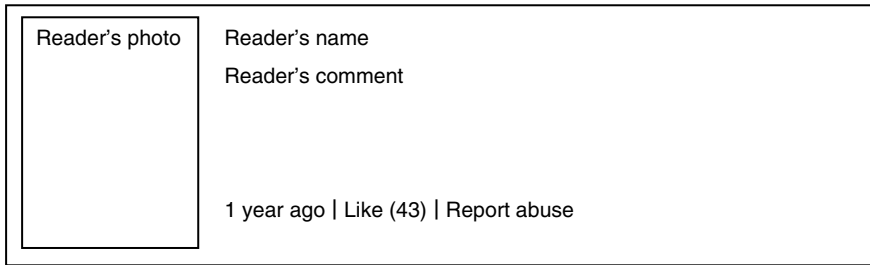 Reader’s photo
Reader’s name
Reader’s comment
1 year ago | Like (43) | Report abuse